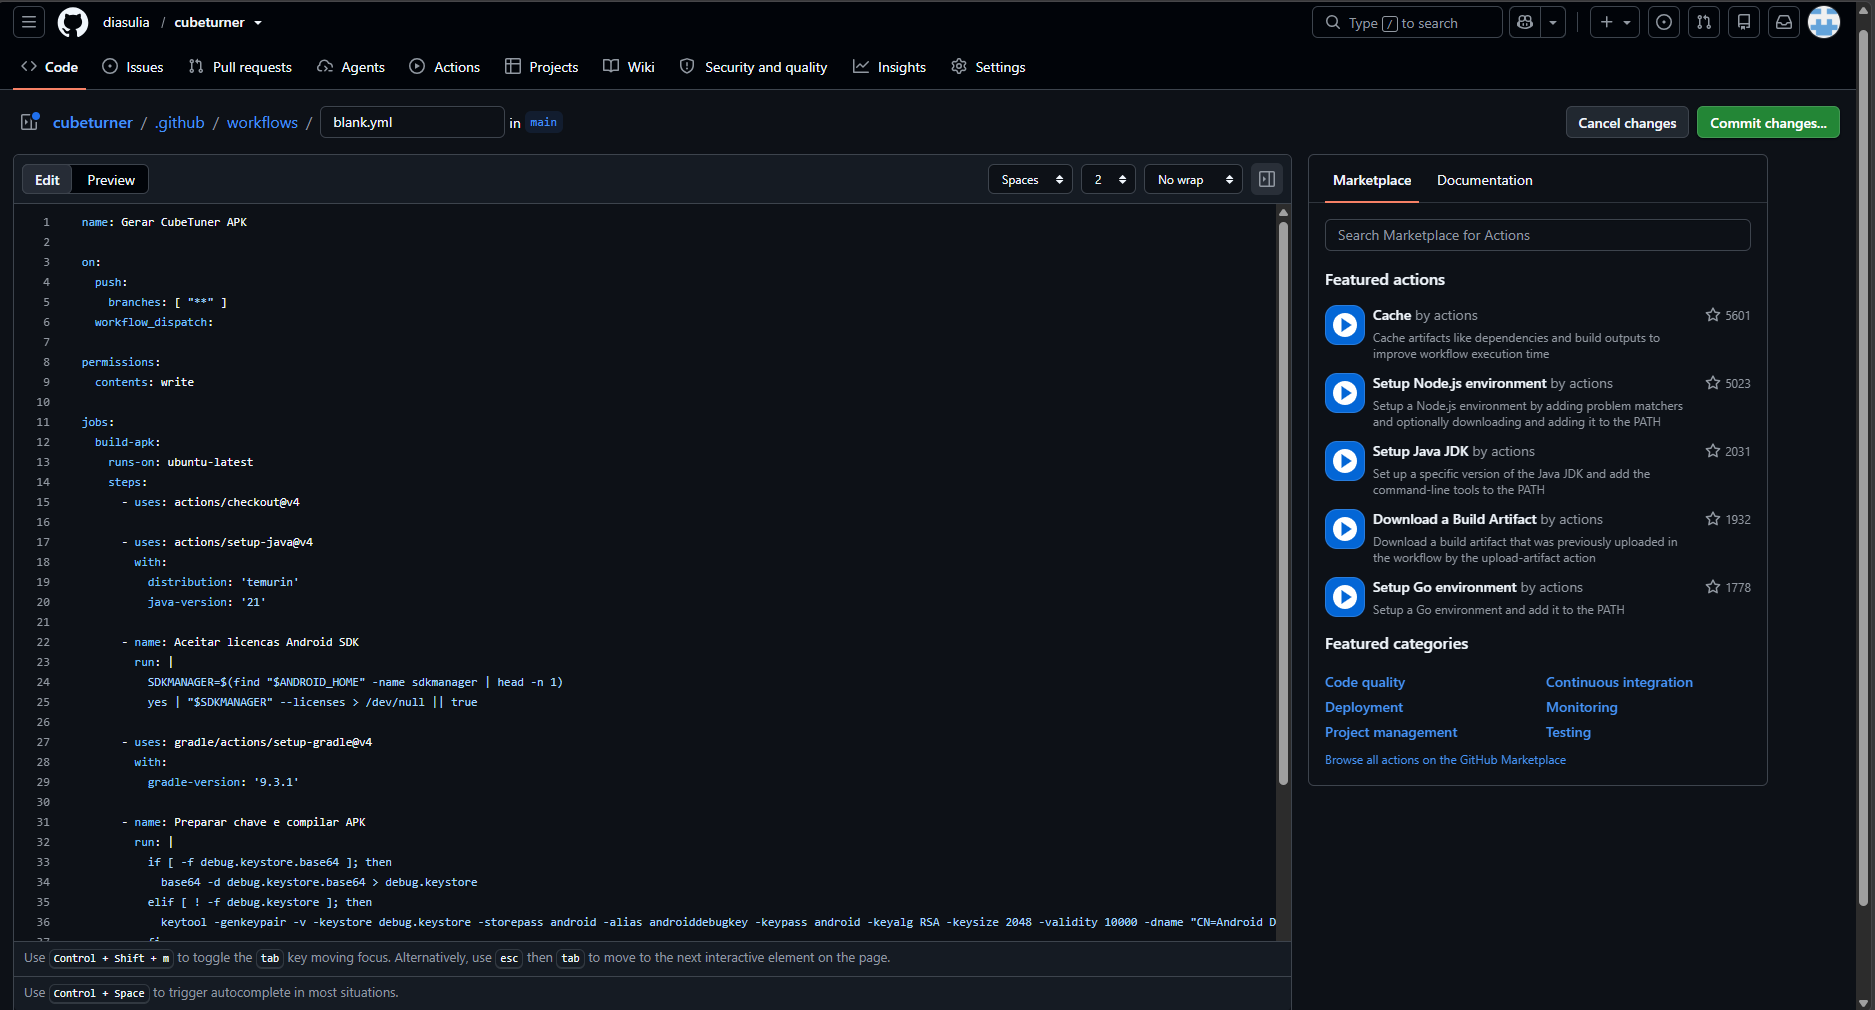 diasulia / cubeturner
Type / to search
Code
Issues
Pull requests
Agents
Actions
Projects
Wiki
Security and quality
Insights
Settings
cubeturner / .github / workflows / blank.yml in main
Cancel changes
Commit changes...
Edit
Preview
Spaces
2
No wrap
1 name: Gerar CubeTuner APK
2
3 on:
4   push:
5     branches: [ "**" ]
6   workflow_dispatch:
7
8 permissions:
9   contents: write
10
11 jobs:
12   build-apk:
13     runs-on: ubuntu-latest
14     steps:
15       - uses: actions/checkout@v4
16
17       - uses: actions/setup-java@v4
18         with:
19           distribution: 'temurin'
20           java-version: '21'
21
22       - name: Aceitar licencas Android SDK
23         run: |
24           SDKMANAGER=$(find "$ANDROID_HOME" -name sdkmanager | head -n 1)
25           yes | "$SDKMANAGER" --licenses > /dev/null || true
26
27       - uses: gradle/actions/setup-gradle@v4
28         with:
29           gradle-version: '9.3.1'
30
31       - name: Preparar chave e compilar APK
32         run: |
33           if [ -f debug.keystore.base64 ]; then
34             base64 -d debug.keystore.base64 > debug.keystore
35           elif [ ! -f debug.keystore ]; then
36             keytool -genkeypair -v -keystore debug.keystore -storepass android -alias androiddebugkey -keypass android -keyalg RSA -keysize 2048 -validity 10000 -dname "CN=Android D
37           fi
Use Control + Shift + m to toggle the tab key moving focus. Alternatively, use esc then tab to move to the next interactive element on the page.
Use Control + Space to trigger autocomplete in most situations.
Marketplace
Documentation
Search Marketplace for Actions
Featured actions
Cache by actions
5601
Cache artifacts like dependencies and build outputs to
improve workflow execution time
Setup Node.js environment by actions
5023
Setup a Node.js environment by adding problem matchers
and optionally downloading and adding it to the PATH
Setup Java JDK by actions
2031
Set up a specific version of the Java JDK and add the
command-line tools to the PATH
Download a Build Artifact by actions
1932
Download a build artifact that was previously uploaded in
the workflow by the upload-artifact action
Setup Go environment by actions
1778
Setup a Go environment and add it to the PATH
Featured categories
Code quality
Continuous integration
Deployment
Monitoring
Project management
Testing
Browse all actions on the GitHub Marketplace